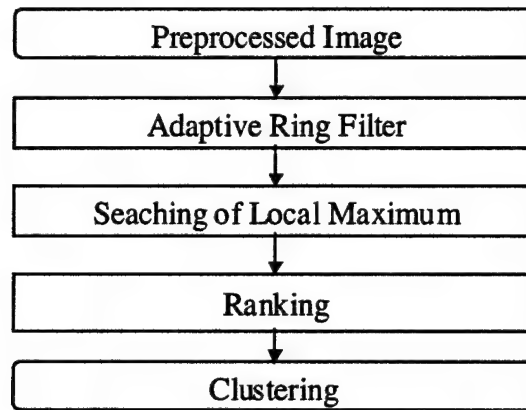 Preprocessed Image
Adaptive Ring Filter
Seaching of Local Maximum
Ranking
Clustering